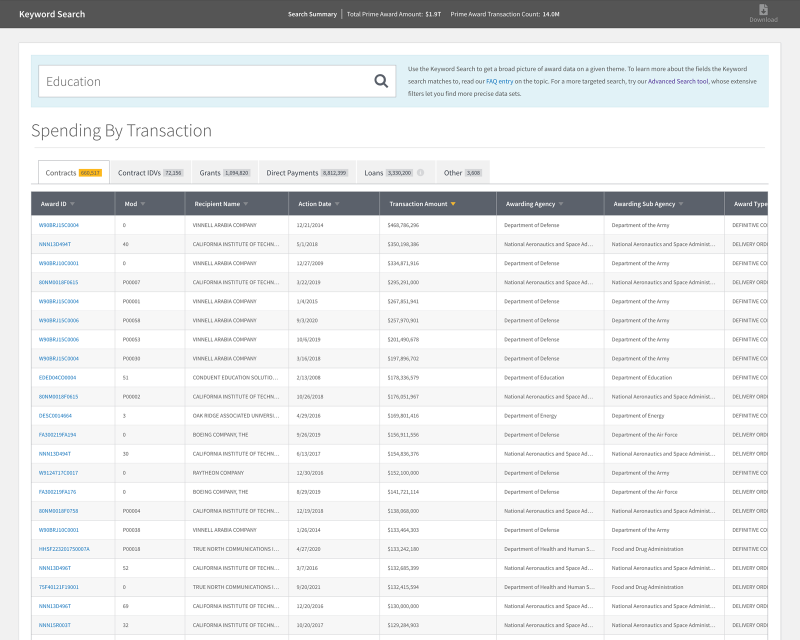 Keyword Search
Search Summary Total Prime Award Amount: $1.9T Prime Award Transaction Count: 14.0M
Download
Education
Use the Keyword Search to get a broad picture of award data on a given theme. To learn more about the fields the Keyword
search matches to, read our FAQ entry on the topic. For a more targeted search, try our Advanced Search tool, whose extensive
filters let you find more precise data sets.
Spending By Transaction
Contracts 850,517 Contract IDVs 72,156 Grants 1,094,820 Direct Payments 8,812,399 Loans 3,330,200 Other 3,608
Award ID Mod Recipient Name Action Date Transaction Amount Awarding Agency Awarding Sub Agency Award Type
W90BRJ15C0004 0 VINNELL ARABIA COMPANY 12/21/2014 $468,786,296 Department of Defense Department of the Army DEFINITIVE CO
NNN13D494T 40 CALIFORNIA INSTITUTE OF TECHN... 5/1/2018 $350,198,386 National Aeronautics and Space Ad... National Aeronautics and Space Administ... DELIVERY ORD
W90BRJ10C0001 0 VINNELL ARABIA COMPANY 12/27/2009 $334,871,916 Department of Defense Department of the Army DEFINITIVE CO
80NM0018F0615 P00007 CALIFORNIA INSTITUTE OF TECHN... 3/22/2019 $295,291,000 National Aeronautics and Space Ad... National Aeronautics and Space Administ... DELIVERY ORD
W90BRJ15C0004 P00001 VINNELL ARABIA COMPANY 1/4/2015 $267,851,941 Department of Defense Department of the Army DEFINITIVE CO
W90BRJ15C0006 P00058 VINNELL ARABIA COMPANY 9/3/2020 $257,970,901 Department of Defense Department of the Army DEFINITIVE CO
W90BRJ15C0006 P00053 VINNELL ARABIA COMPANY 10/6/2019 $201,490,678 Department of Defense Department of the Army DEFINITIVE CO
W90BRJ15C0004 P00030 VINNELL ARABIA COMPANY 3/16/2018 $197,896,702 Department of Defense Department of the Army DEFINITIVE CO
EDED04CO0004 51 CONDUENT EDUCATION SOLUTIO... 2/13/2008 $178,336,579 Department of Education Department of Education DEFINITIVE CO
80NM0018F0615 P00002 CALIFORNIA INSTITUTE OF TECHN... 10/26/2018 $176,051,967 National Aeronautics and Space Ad... National Aeronautics and Space Administ... DELIVERY ORD
DESC0014664 3 OAK RIDGE ASSOCIATED UNIVERSI... 4/29/2016 $169,801,416 Department of Energy Department of Energy DEFINITIVE CO
FA300219FA194 0 BOEING COMPANY, THE 9/26/2019 $156,911,556 Department of Defense Department of the Air Force DELIVERY ORD
NNN13D494T 30 CALIFORNIA INSTITUTE OF TECHN... 6/13/2017 $154,836,376 National Aeronautics and Space Ad... National Aeronautics and Space Administ... DELIVERY ORD
W9124717C0017 0 RAYTHEON COMPANY 12/30/2016 $152,100,000 Department of Defense Department of the Army DEFINITIVE CO
FA300219FA176 0 BOEING COMPANY, THE 8/29/2019 $141,721,114 Department of Defense Department of the Air Force DELIVERY ORD
80NM0018F0758 P00004 CALIFORNIA INSTITUTE OF TECHN... 12/19/2018 $138,068,000 National Aeronautics and Space Ad... National Aeronautics and Space Administ... DELIVERY ORD
W90BRJ10C0001 P00038 VINNELL ARABIA COMPANY 1/26/2014 $133,464,303 Department of Defense Department of the Army DEFINITIVE CO
HHSF223201750007A P00018 TRUE NORTH COMMUNICATIONS I... 4/27/2020 $133,242,180 Department of Health and Human S... Food and Drug Administration DEFINITIVE CO
NNN13D496T 52 CALIFORNIA INSTITUTE OF TECHN... 3/7/2016 $132,685,399 National Aeronautics and Space Ad... National Aeronautics and Space Administ... DELIVERY ORD
75F40121F19001 0 TRUE NORTH COMMUNICATIONS I... 9/20/2021 $132,415,594 Department of Health and Human S... Food and Drug Administration DELIVERY ORD
NNN13D496T 69 CALIFORNIA INSTITUTE OF TECHN... 12/20/2016 $130,000,000 National Aeronautics and Space Ad... National Aeronautics and Space Administ... DELIVERY ORD
NNN15R003T 32 CALIFORNIA INSTITUTE OF TECHN... 10/20/2017 $129,284,903 National Aeronautics and Space Ad... National Aeronautics and Space Administ... DELIVERY ORD